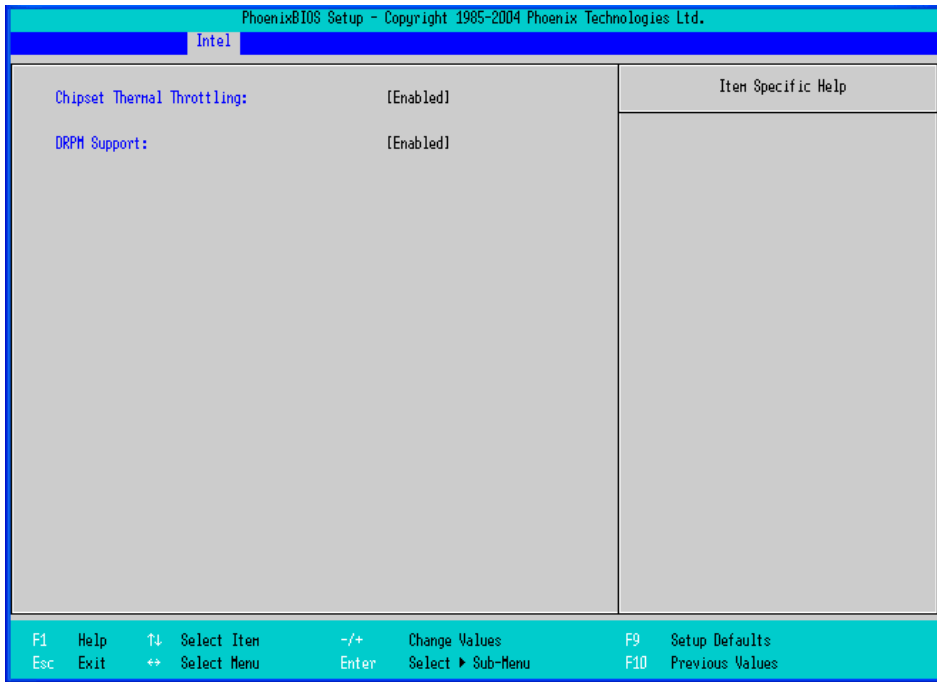 PhoenixBIOS Setup - Copyright 1985-2004 Phoenix Technologies Ltd.
Intel
Chipset Thermal Throttling: [Enabled]
DRPM Support: [Enabled]
Item Specific Help
F1 Help ↑↓ Select Item -/+ Change Values F9 Setup Defaults
Esc Exit ↔ Select Menu Enter Select ▶ Sub-Menu F10 Previous Values